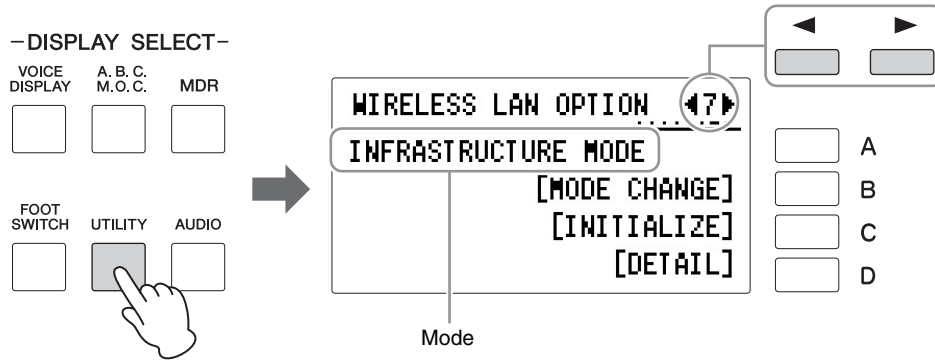 -DISPLAY SELECT-
VOICE DISPLAY
A. B. C. M. O. C.
MDR
FOOT SWITCH
UTILITY
AUDIO
WIRELESS LAN OPTION ◀7▶
INFRASTRUCTURE MODE
[MODE CHANGE]
[INITIALIZE]
[DETAIL]
A
B
C
D
Mode